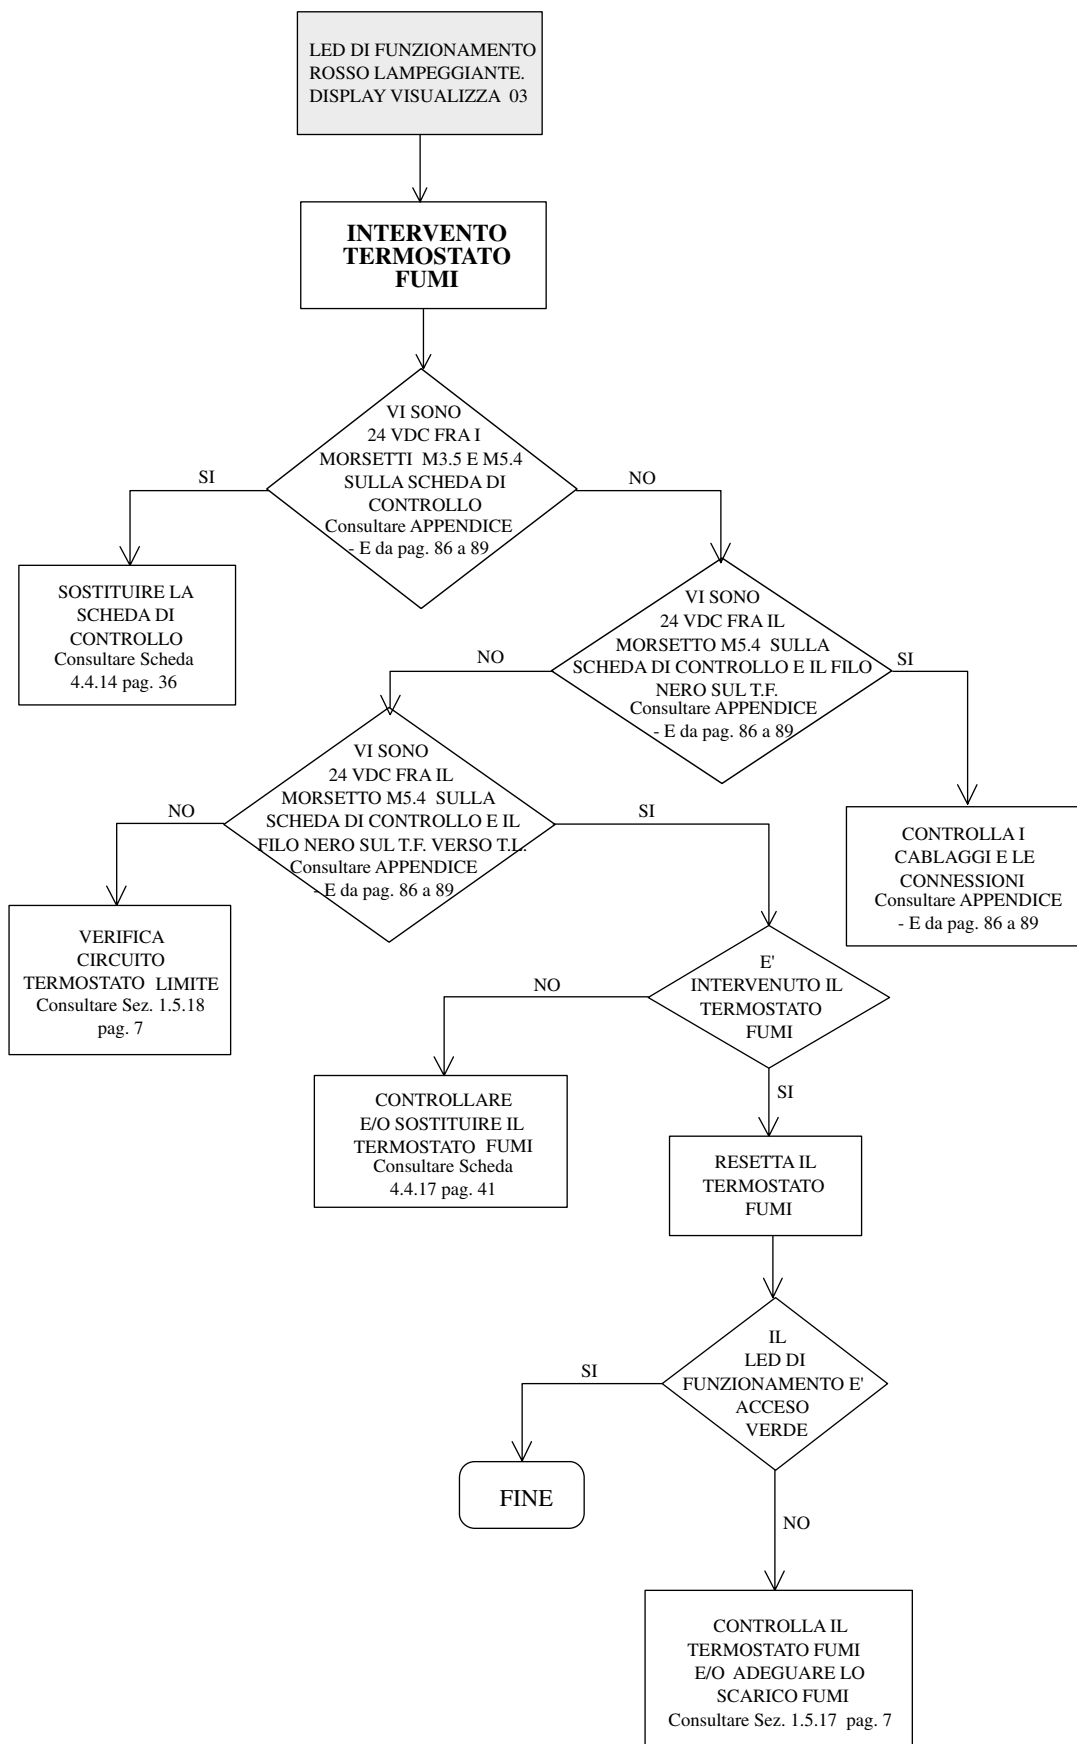 LED DI FUNZIONAMENTO
ROSSO LAMPEGGIANTE.
DISPLAY VISUALIZZA 03
INTERVENTO
TERMOSTATO
FUMI
VI SONO
24 VDC FRA I
MORSETTI M3.5 E M5.4
SULLA SCHEDA DI
CONTROLLO
Consultare APPENDICE
- E da pag. 86 a 89
SI
NO
SOSTITUIRE LA
SCHEDA DI
CONTROLLO
Consultare Scheda
4.4.14 pag. 36
VI SONO
24 VDC FRA IL
MORSETTO M5.4 SULLA
SCHEDA DI CONTROLLO E IL FILO
NERO SUL T.F.
Consultare APPENDICE
- E da pag. 86 a 89
NO
SI
VI SONO
24 VDC FRA IL
MORSETTO M5.4 SULLA
SCHEDA DI CONTROLLO E IL
FILO NERO SUL T.F. VERSO T.L.
Consultare APPENDICE
- E da pag. 86 a 89
NO
SI
CONTROLLA I
CABLAGGI E LE
CONNESSIONI
Consultare APPENDICE
- E da pag. 86 a 89
VERIFICA
CIRCUITO
TERMOSTATO LIMITE
Consultare Sez. 1.5.18
pag. 7
E'
INTERVENUTO IL
TERMOSTATO
FUMI
NO
SI
CONTROLLARE
E/O SOSTITUIRE IL
TERMOSTATO FUMI
Consultare Scheda
4.4.17 pag. 41
RESETTA IL
TERMOSTATO
FUMI
IL
LED DI
FUNZIONAMENTO E'
ACCESO
VERDE
SI
FINE
NO
CONTROLLA IL
TERMOSTATO FUMI
E/O ADEGUARE LO
SCARICO FUMI
Consultare Sez. 1.5.17 pag. 7